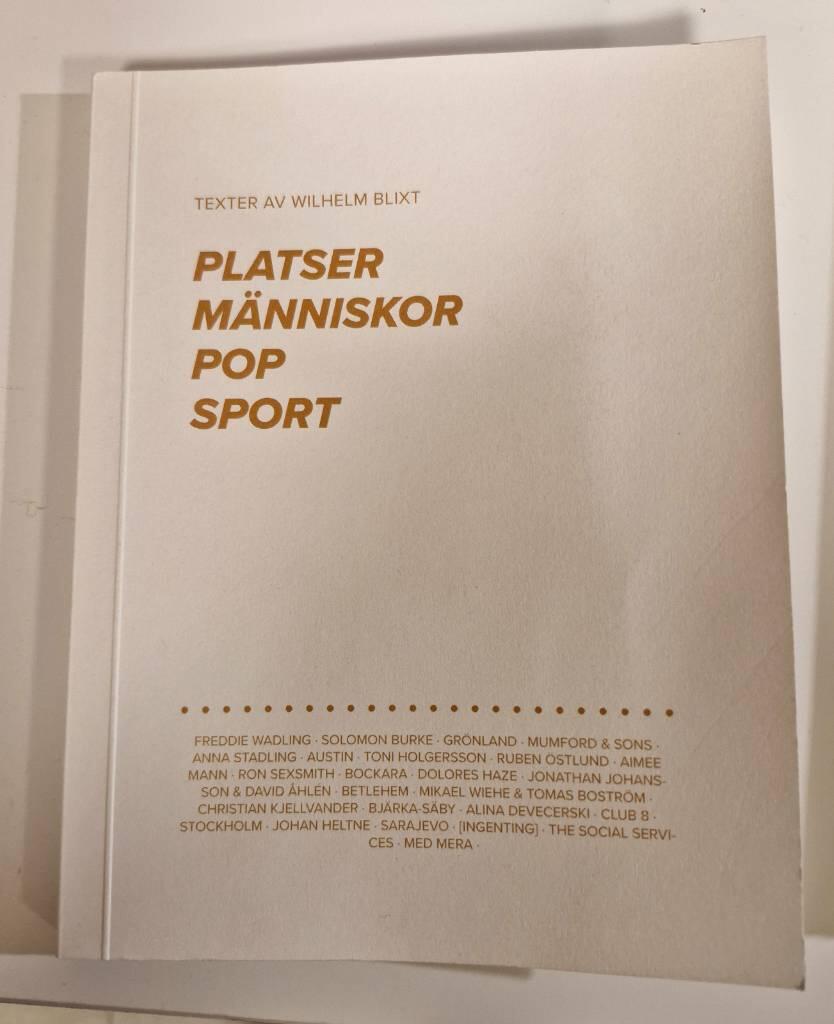 TEXTER AV WILHELM BLIXT
PLATSER
MÄNNISKOR
POP
SPORT
FREDDIE WADLING · SOLOMON BURKE · GRÖNLAND · MUMFORD & SONS ·
ANNA STADLING · AUSTIN · TONI HOLGERSSON · RUBEN ÖSTLUND · AIMEE
MANN · RON SEXSMITH · BOCKARA · DOLORES HAZE · JONATHAN JOHANS-
SON & DAVID ÅHLÉN · BETLEHEM · MIKAEL WIEHE & TOMAS BOSTRÖM ·
CHRISTIAN KJELLVANDER · BJÄRKA-SÄBY · ALINA DEVECERSKI · CLUB 8 ·
STOCKHOLM · JOHAN HELTNE · SARAJEVO · [INGENTING] · THE SOCIAL SERVI-
CES · MED MERA ·